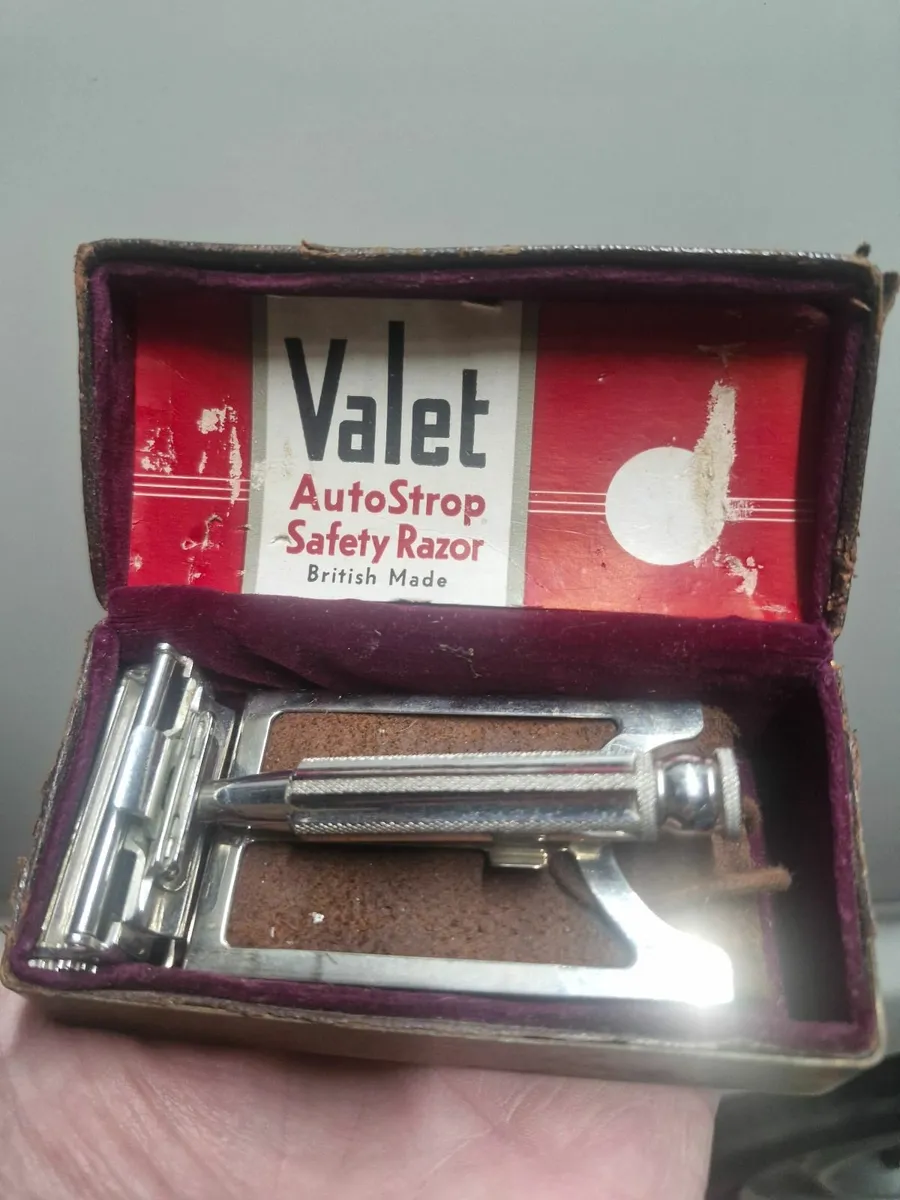 Valet
AutoStrop
Safety Razor
British Made